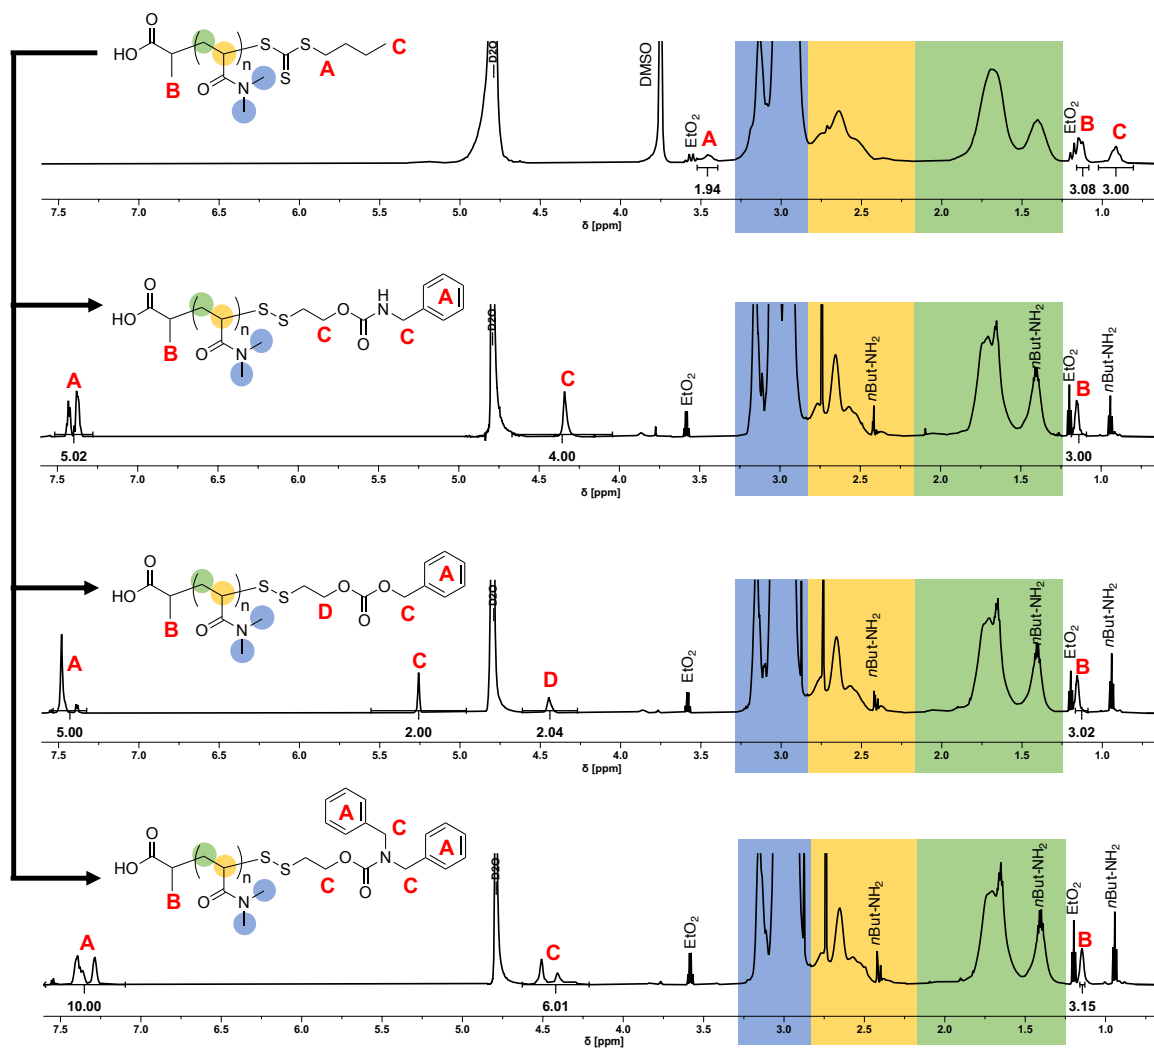 O
HO
B
n
O
N
S
S
S
A
C
D2O
DMSO
EtO2
A
EtO2
B
C
1.94
3.08
3.00
7.5 7.0 6.5 6.0 5.5 5.0 4.5 4.0 3.5 3.0 2.5 2.0 1.5 1.0
δ [ppm]
O
HO
B
n
O
N
S
S
O
C
O
H
N
C
A
A
D2O
C
EtO2
nBut-NH2
nBut-NH2
EtO2
B
nBut-NH2
5.02
4.00
3.00
7.5 7.0 6.5 6.0 5.5 5.0 4.5 4.0 3.5 3.0 2.5 2.0 1.5 1.0
δ [ppm]
O
HO
B
n
O
N
S
S
D
O
O
O
C
A
A
C
D2O
D
EtO2
nBut-NH2
nBut-NH2
EtO2
B
nBut-NH2
5.00
2.00
2.04
3.02
7.5 7.0 6.5 6.0 5.5 5.0 4.5 4.0 3.5 3.0 2.5 2.0 1.5 1.0
δ [ppm]
O
HO
B
n
O
N
S
S
C
O
O
N
C
C
A
A
A
D2O
C
EtO2
nBut-NH2
nBut-NH2
EtO2
B
nBut-NH2
10.00
6.01
3.15
7.5 7.0 6.5 6.0 5.5 5.0 4.5 4.0 3.5 3.0 2.5 2.0 1.5 1.0
δ [ppm]